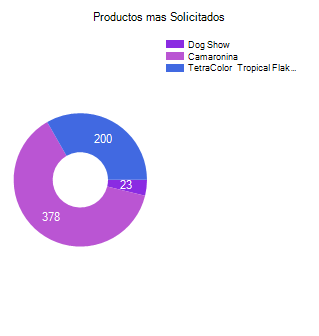 Productos mas Solicitados
Dog Show
Camaronina
TetraColor Tropical Flak...
200
23
378